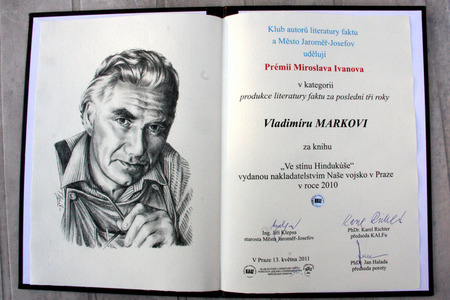 Klub autorů literatury faktu
a Město Jaroměř-Josefov
udělují
Prémii Miroslava Ivanova
v kategorii
produkce literatury faktu za poslední tři roky
Vladimíru MARKOVI
za knihu
„Ve stínu Hindukúše"
vydanou nakladatelstvím Naše vojsko v Praze
v roce 2010
Ing. Jiří Klepsa
starosta Města Jaroměř-Josefov
PhDr. Karel Richter
předseda KALFu
V Praze 13. května 2011
PhDr. Jan Halada
předseda poroty